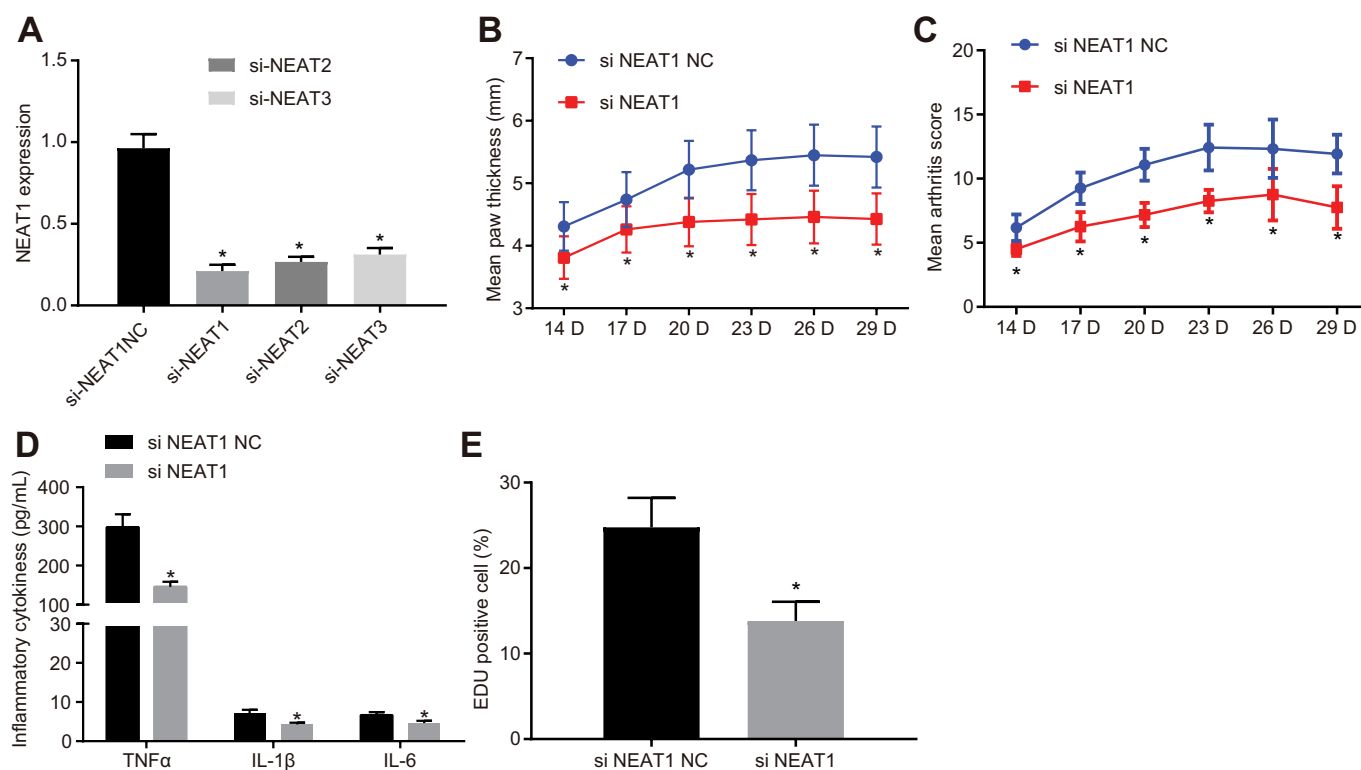 A
NEAT1 expression
1.5
1.0
0.5
0.0
si-NEAT2
si-NEAT3
*
*
*
si-NEAT1NC
si-NEAT1
si-NEAT2
si-NEAT3
B
Mean paw thickness (mm)
7
6
5
4
3
si NEAT1 NC
si NEAT1
*
*
*
*
*
*
14 D
17 D
20 D
23 D
26 D
29 D
C
Mean arthritis score
20
15
10
5
0
si NEAT1 NC
si NEAT1
*
*
*
*
*
*
14 D
17 D
20 D
23 D
26 D
29 D
D
si NEAT1 NC
si NEAT1
Inflammatory cytokiness (pg/mL)
400
300
200
100
30
20
10
0
*
*
*
TNFα
IL-1β
IL-6
E
EDU positive cell (%)
30
20
10
0
*
si NEAT1 NC
si NEAT1